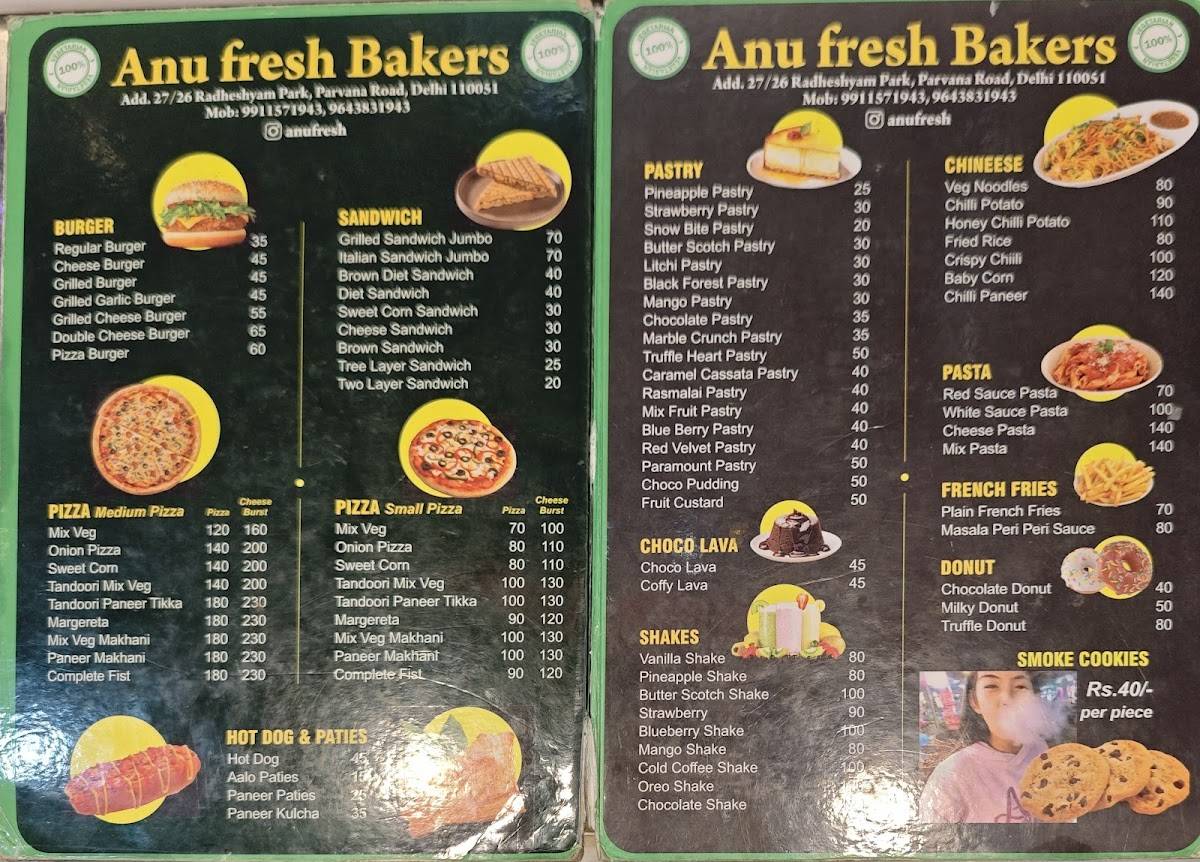 VEGETARIAN
100%
Anu fresh Bakers
Add. 27/26 Radheshyam Park, Parvana Road, Delhi 110051
Mob: 9911571943, 9643831943
anufresh
VEGETARIAN
100%
BURGER
Regular Burger 35
Cheese Burger 45
Grilled Burger 45
Grilled Garlic Burger 45
Grilled Cheese Burger 55
Double Cheese Burger 65
Pizza Burger 60
SANDWICH
Grilled Sandwich Jumbo 70
Italian Sandwich Jumbo 70
Brown Diet Sandwich 40
Diet Sandwich 40
Sweet Corn Sandwich 30
Cheese Sandwich 30
Brown Sandwich 30
Tree Layer Sandwich 25
Two Layer Sandwich 20
PIZZA Medium Pizza Pizza Cheese Burst
Mix Veg 120 160
Onion Pizza 140 200
Sweet Corn 140 200
Tandoori Mix Veg 140 200
Tandoori Paneer Tikka 180 230
Margereta 180 230
Mix Veg Makhani 180 230
Paneer Makhani 180 230
Complete Fist 180 230
PIZZA Small Pizza Pizza Cheese Burst
Mix Veg 70 100
Onion Pizza 80 110
Sweet Corn 80 110
Tandoori Mix Veg 100 130
Tandoori Paneer Tikka 100 130
Margereta 90 120
Mix Veg Makhani 100 130
Paneer Makhani 100 130
Complete Fist 90 120
HOT DOG & PATIES
Hot Dog 45
Aalo Paties 15
Paneer Paties 25
Paneer Kulcha 35
VEGETARIAN
100%
Anu fresh Bakers
Add. 27/26 Radheshyam Park, Parvana Road, Delhi 110051
Mob: 9911571943, 9643831943
anufresh
VEGETARIAN
100%
PASTRY
Pineapple Pastry 25
Strawberry Pastry 30
Snow Bite Pastry 20
Butter Scotch Pastry 30
Litchi Pastry 30
Black Forest Pastry 30
Mango Pastry 30
Chocolate Pastry 35
Marble Crunch Pastry 35
Truffle Heart Pastry 50
Caramel Cassata Pastry 40
Rasmalai Pastry 40
Mix Fruit Pastry 40
Blue Berry Pastry 40
Red Velvet Pastry 40
Paramount Pastry 50
Choco Pudding 50
Fruit Custard 50
CHOCO LAVA
Choco Lava 45
Coffy Lava 45
SHAKES
Vanilla Shake 80
Pineapple Shake 80
Butter Scotch Shake 100
Strawberry 90
Blueberry Shake 100
Mango Shake 80
Cold Coffee Shake 100
Oreo Shake
Chocolate Shake
CHINEESE
Veg Noodles 80
Chilli Potato 90
Honey Chilli Potato 110
Fried Rice 80
Crispy Chiili 100
Baby Corn 120
Chilli Paneer 140
PASTA
Red Sauce Pasta 70
White Sauce Pasta 100
Cheese Pasta 140
Mix Pasta 140
FRENCH FRIES
Plain French Fries 70
Masala Peri Peri Sauce 80
DONUT
Chocolate Donut 40
Milky Donut 50
Truffle Donut 80
SMOKE COOKIES
Rs.40/-
per piece